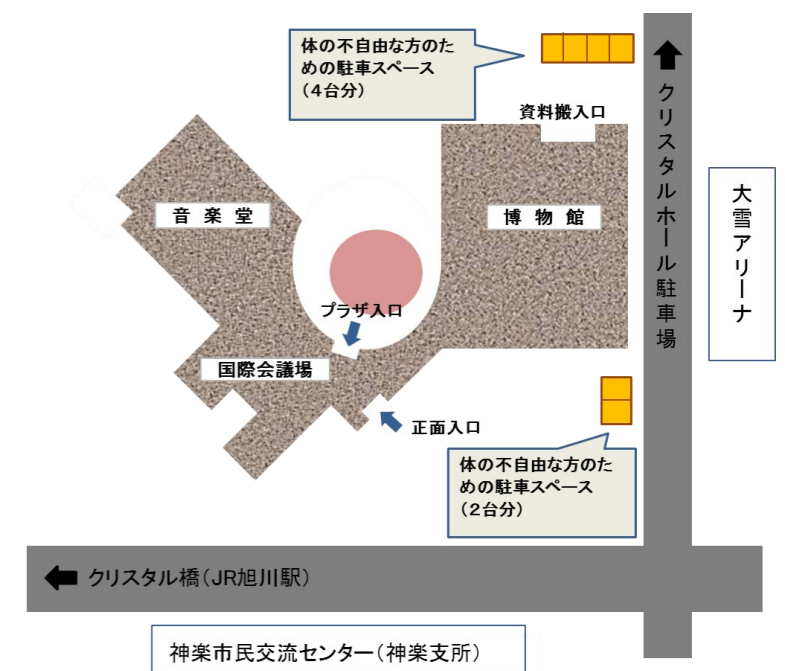 体の不自由な方のた
めの駐車スペース
（４台分）
資料搬入口
クリスタルホール駐車場
大雪アリーナ
音楽堂
博物館
プラザ入口
国際会議場
正面入口
体の不自由な方のた
めの駐車スペース
（２台分）
クリスタル橋（JR旭川駅）
神楽市民交流センター（神楽支所）